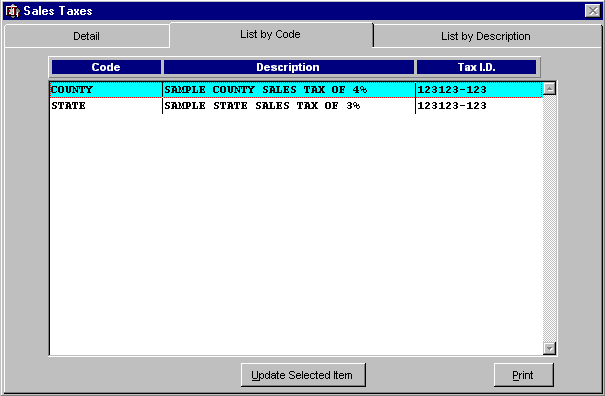 Sales Taxes
Detail List by Code List by Description
Code Description Tax I.D.
COUNTY SAMPLE COUNTY SALES TAX OF 4% 123123-123
STATE SAMPLE STATE SALES TAX OF 3% 123123-123
Update Selected Item Print